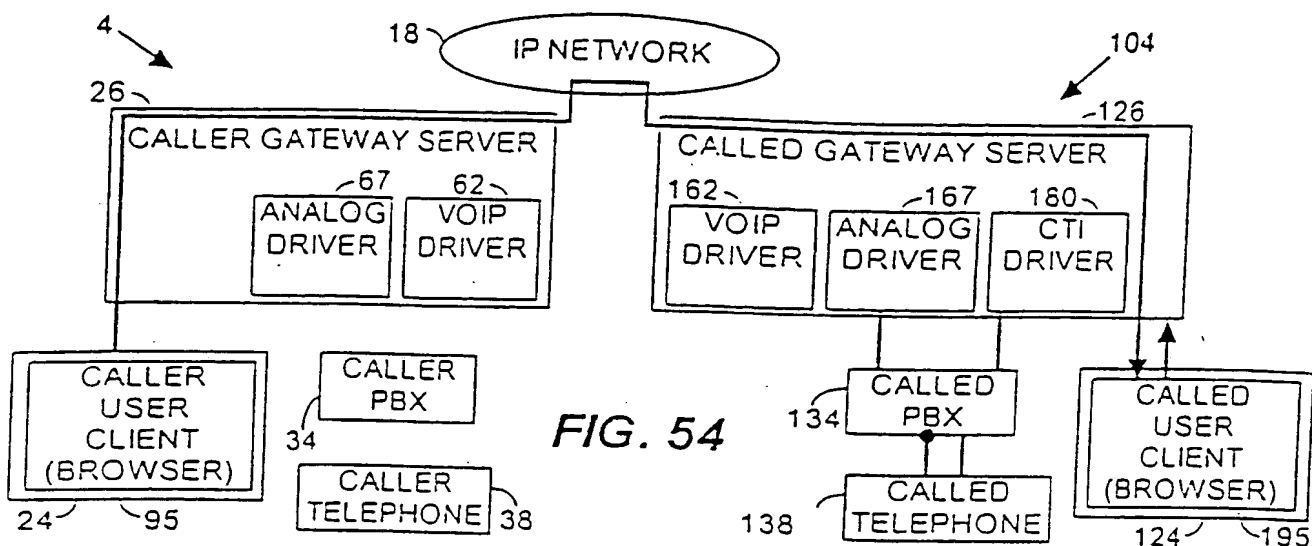 4
18
IP NETWORK
104
26
126
CALLER GATEWAY SERVER
CALLED GATEWAY SERVER
67
62
162
167
180
ANALOG
DRIVER
VOIP
DRIVER
VOIP
DRIVER
ANALOG
DRIVER
CTI
DRIVER
CALLER
USER
CLIENT
(BROWSER)
CALLER
PBX
34
FIG. 54
CALLED
PBX
134
CALLED
USER
CLIENT
(BROWSER)
CALLER
TELEPHONE
38
CALLED
TELEPHONE
138
24
95
124
195